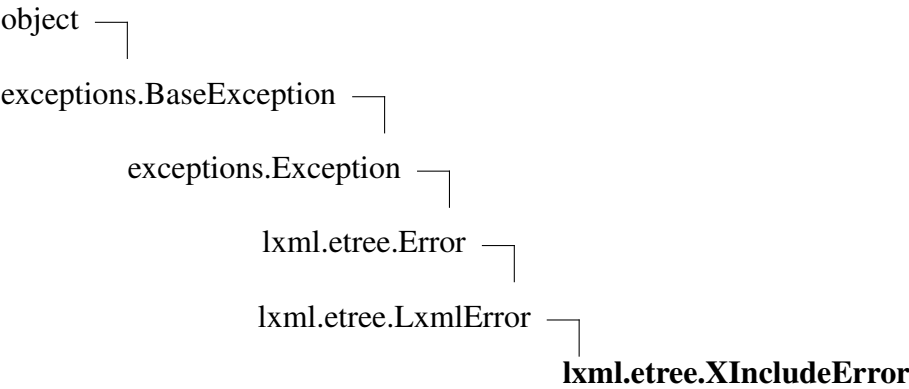 object
exceptions.BaseException
exceptions.Exception
lxml.etree.Error
lxml.etree.LxmlError
lxml.etree.XIncludeError